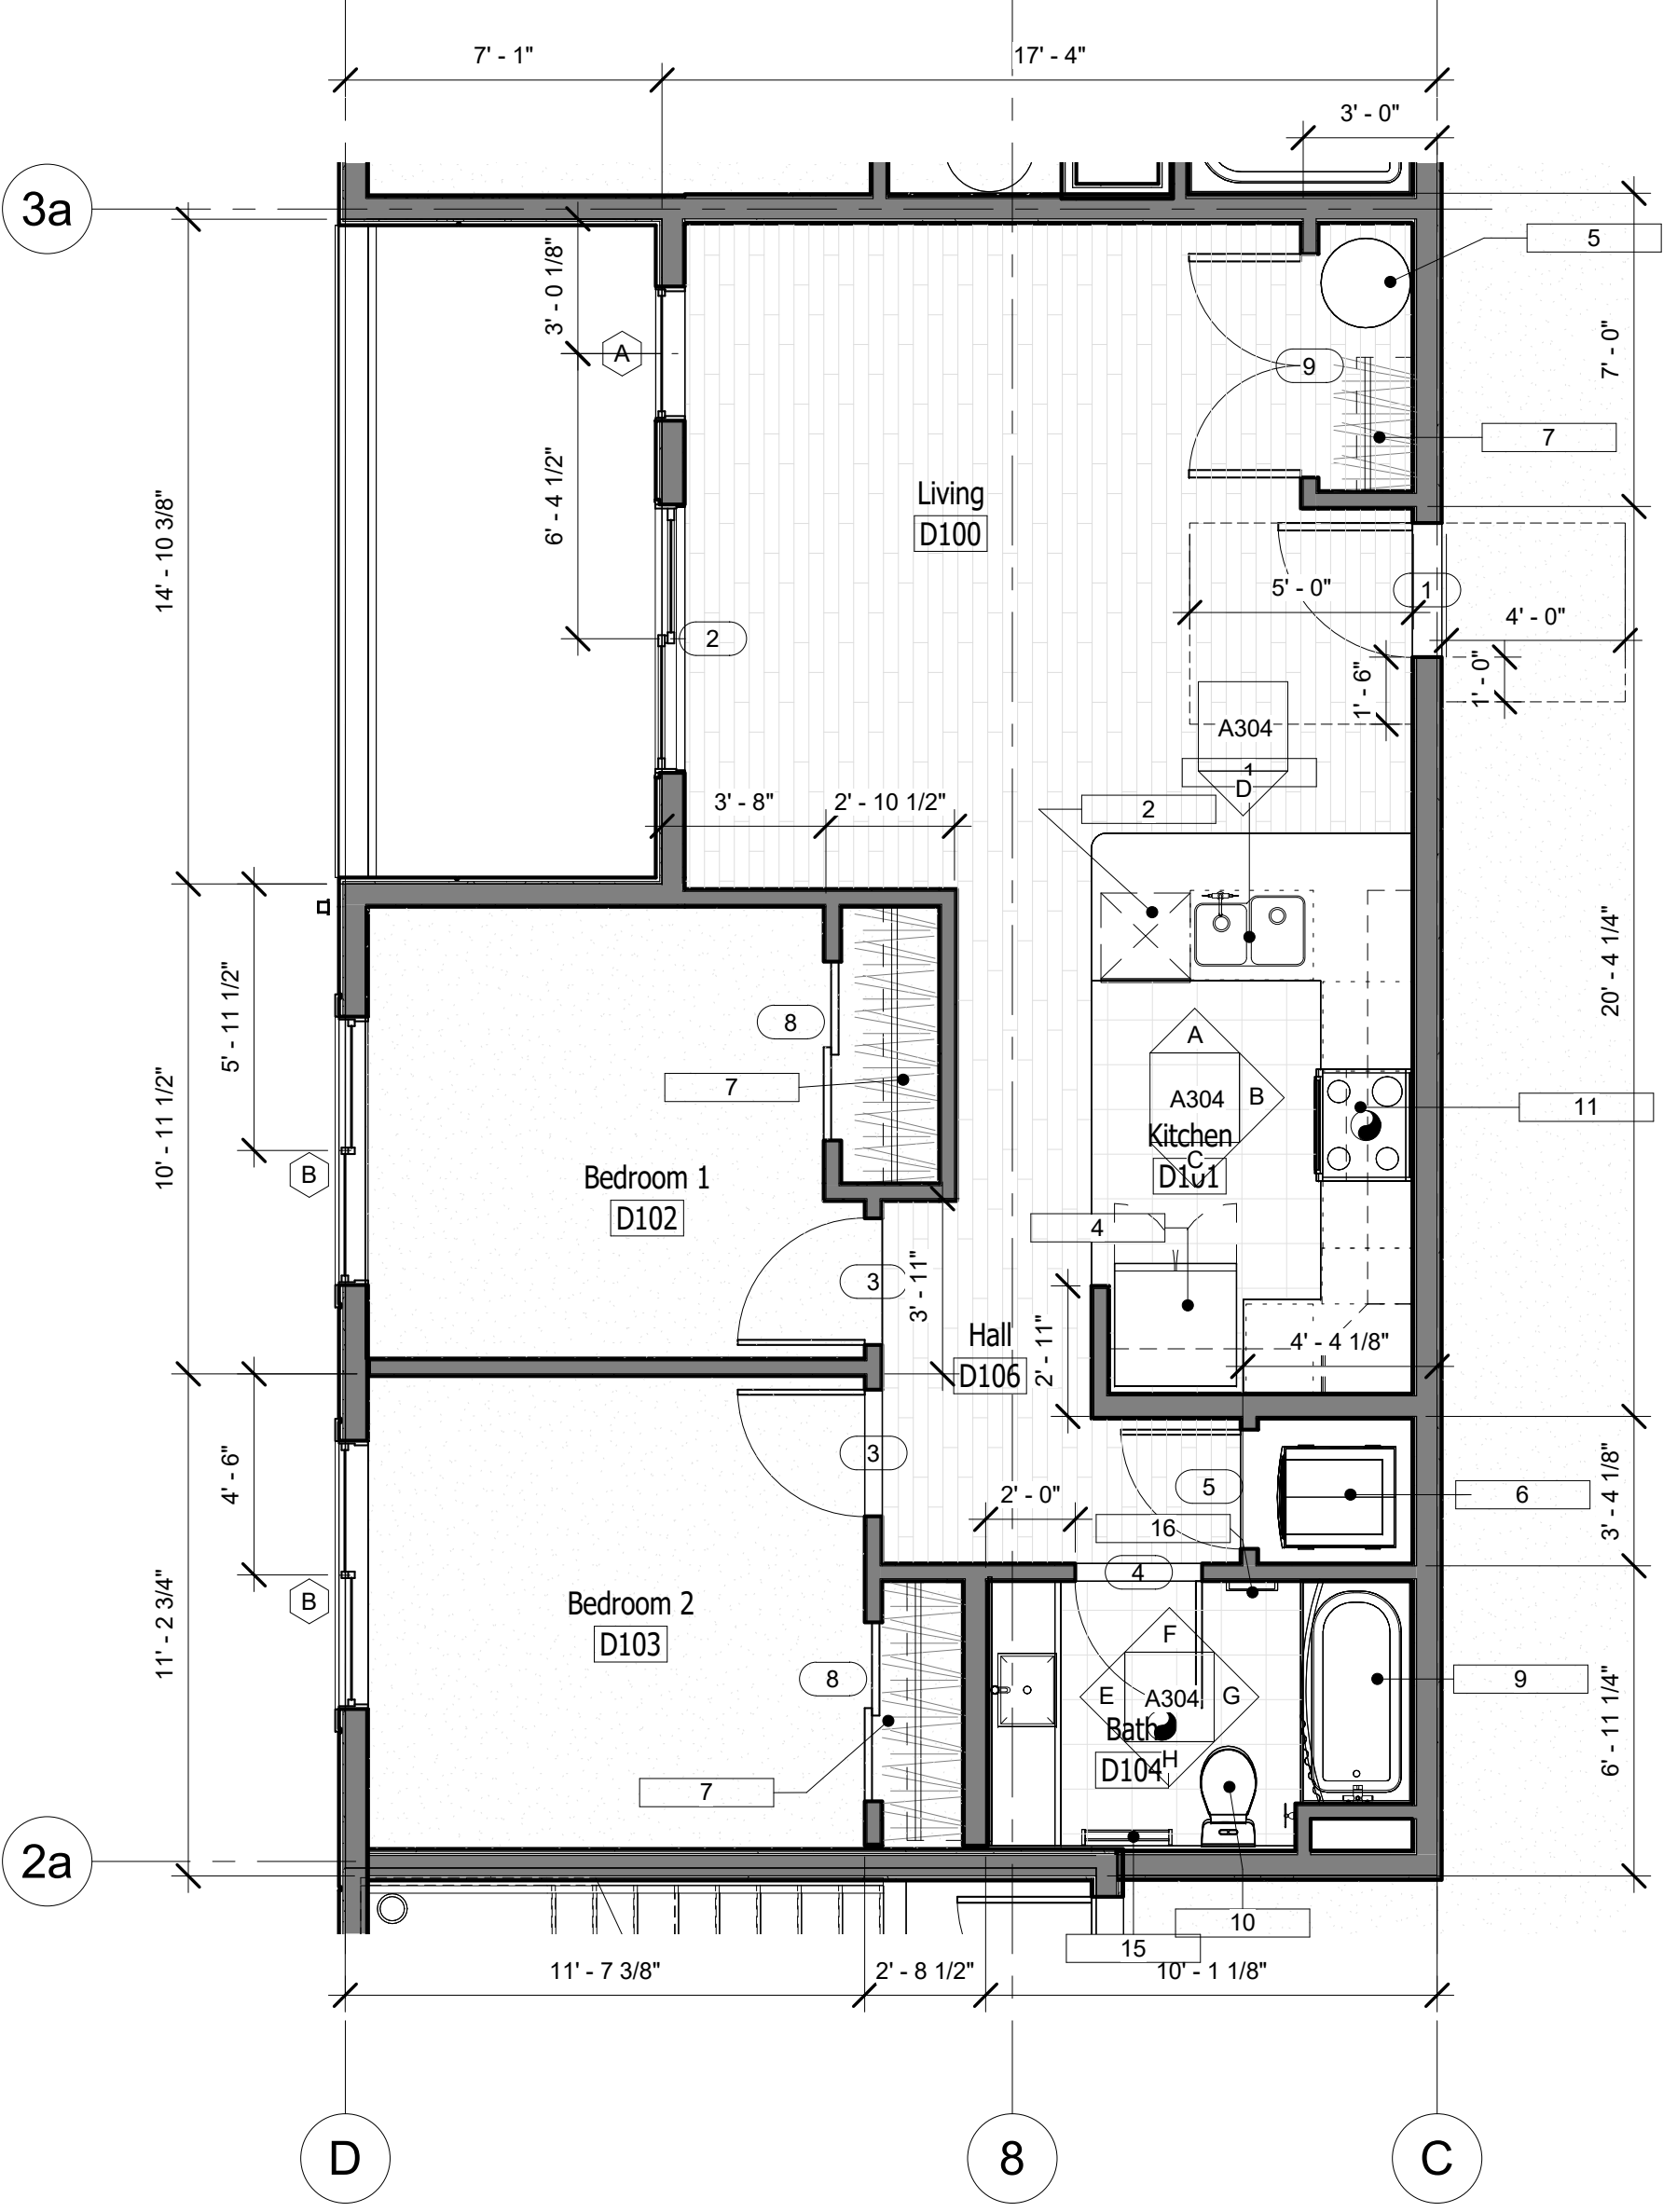 7' - 1"
17' - 4"
3' - 0"
3a
5
3' - 0 1/8"
A
9
7' - 0"
7
6' - 4 1/2"
Living
D100
14' - 10 3/8"
5' - 0"
1
4' - 0"
2
1' - 6"
1' - 0"
A304
1
D
3' - 8"
2' - 10 1/2"
2
20' - 4 1/4"
5' - 11 1/2"
8
A
7
A304
B
11
Kitchen
C
D101
10' - 11 1/2"
B
Bedroom 1
D102
4
3
3' - 11"
Hall
D106
2' - 11"
4' - 4 1/8"
3
4' - 6"
5
2' - 0"
6
16
3' - 4 1/8"
4
B
Bedroom 2
D103
F
11' - 2 3/4"
8
E
A304
G
9
Bath
D104
H
6' - 11 1/4"
7
2a
10
15
11' - 7 3/8"
2' - 8 1/2"
10' - 1 1/8"
D
8
C